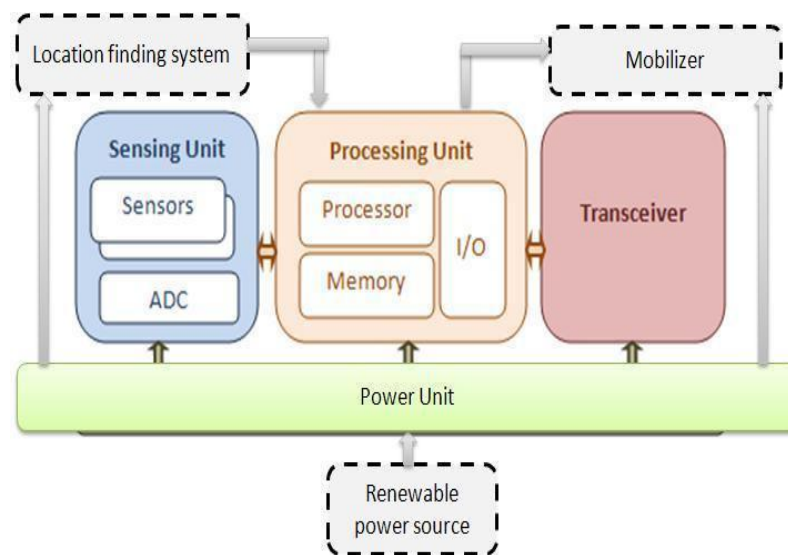 Location finding system
Mobilizer
Sensing Unit
Sensors
ADC
Processing Unit
Processor
Memory
I/O
Transceiver
Power Unit
Renewable
power source